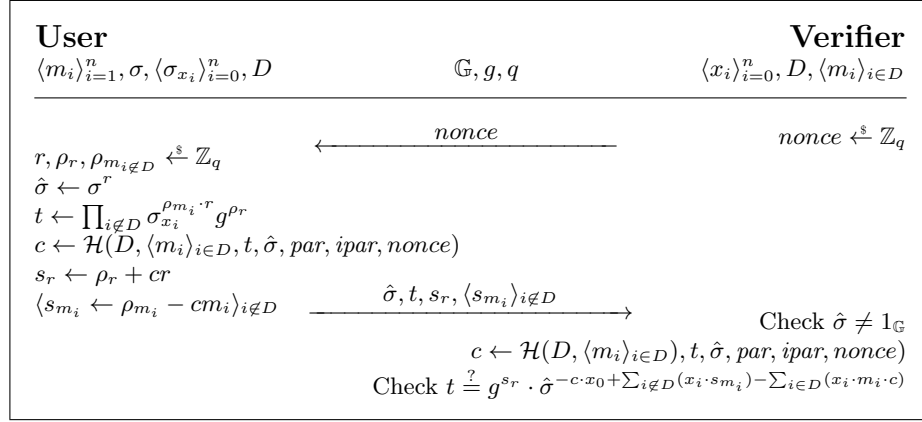 User Verifier
⟨m_i⟩_{i=1}^n, σ, ⟨σ_{x_i}⟩_{i=0}^n, D 𝔾, g, q ⟨x_i⟩_{i=0}^n, D, ⟨m_i⟩_{i∈D}
nonce nonce ←$ ℤ_q
r, ρ_r, ρ_{m_{i∉D}} ←$ ℤ_q
σ̂ ← σ^r
t ← ∏_{i∉D} σ_{x_i}^{ρ_{m_i}·r} g^{ρ_r}
c ← ℋ(D, ⟨m_i⟩_{i∈D}, t, σ̂, par, ipar, nonce)
s_r ← ρ_r + cr
⟨s_{m_i} ← ρ_{m_i} − cm_i⟩_{i∉D} σ̂, t, s_r, ⟨s_{m_i}⟩_{i∉D}
Check σ̂ ≠ 1_𝔾
c ← ℋ(D, ⟨m_i⟩_{i∈D}), t, σ̂, par, ipar, nonce)
Check t ≟ g^{s_r} · σ̂^{−c·x_0+∑_{i∉D}(x_i·s_{m_i})−∑_{i∈D}(x_i·m_i·c)}